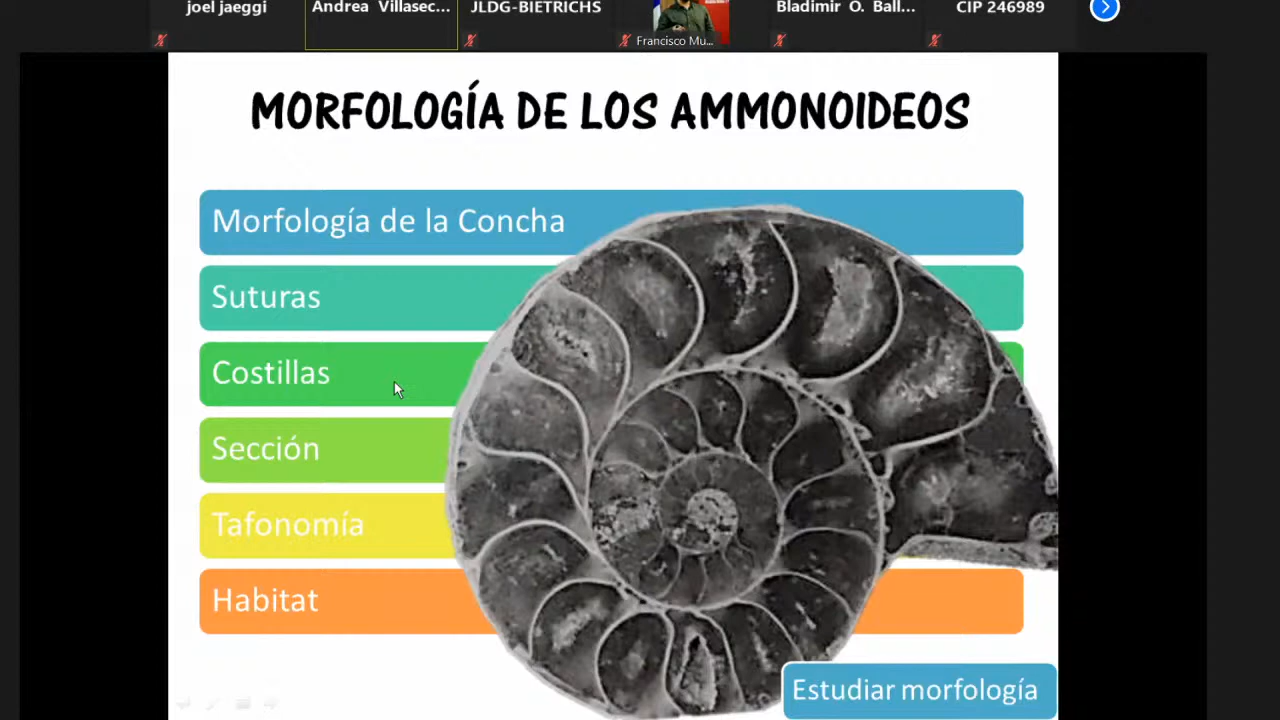 joel jaeggi
Andrea Villasec...
JLDG-BIETRICHS
Francisco Mu...
Bladimir O. Ball...
CIP 246989
MORFOLOGÍA DE LOS AMMONOIDEOS
Morfología de la Concha
Suturas
Costillas
Sección
Tafonomía
Habitat
Estudiar morfología